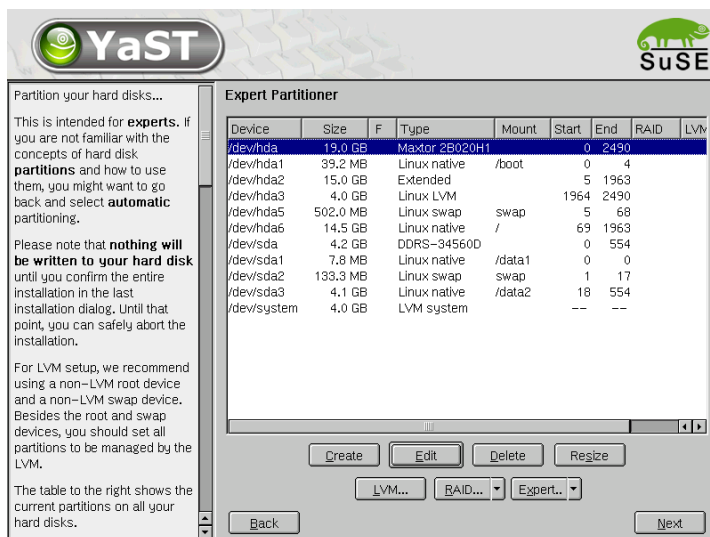 YaST
SuSE
Partition your hard disks...
This is intended for experts. If
you are not familiar with the
concepts of hard disk
partitions and how to use
them, you might want to go
back and select automatic
partitioning.
Please note that nothing will
be written to your hard disk
until you confirm the entire
installation in the last
installation dialog. Until that
point, you can safely abort the
installation.
For LVM setup, we recommend
using a non-LVM root device
and a non-LVM swap device.
Besides the root and swap
devices, you should set all
partitions to be managed by the
LVM.
The table to the right shows the
current partitions on all your
hard disks.
Expert Partitioner
Device Size F Type Mount Start End RAID LVM
/dev/hda 19.0 GB Maxtor 2B020H1 0 2490
/dev/hda1 39.2 MB Linux native /boot 0 4
/dev/hda2 15.0 GB Extended 5 1963
/dev/hda3 4.0 GB Linux LVM 1964 2490
/dev/hda5 502.0 MB Linux swap swap 5 68
/dev/hda6 14.5 GB Linux native / 69 1963
/dev/sda 4.2 GB DDRS-34560D 0 554
/dev/sda1 7.8 MB Linux native /data1 0 0
/dev/sda2 133.3 MB Linux swap swap 1 17
/dev/sda3 4.1 GB Linux native /data2 18 554
/dev/system 4.0 GB LVM system -- --
Create Edit Delete Resize
LVM... RAID... Expert..
Back Next